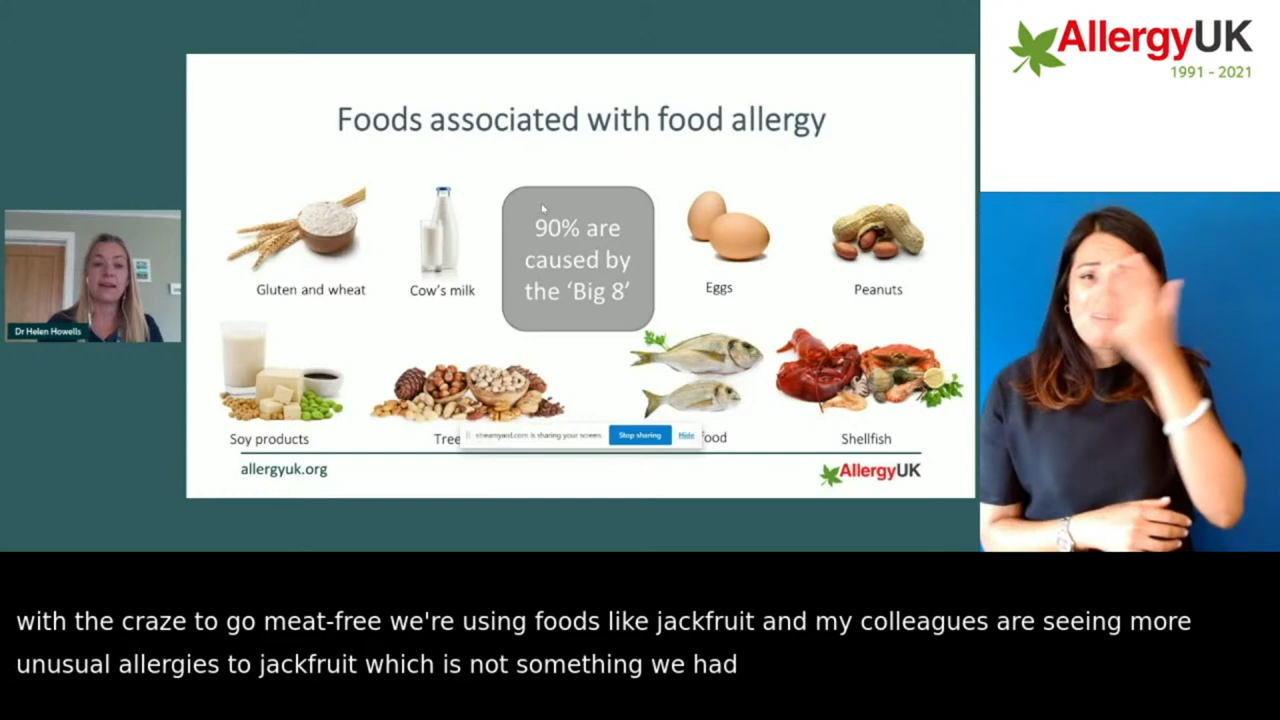 AllergyUK
1991 - 2021
Foods associated with food allergy
90% are
caused by
the ‘Big 8’
Gluten and wheat
Cow's milk
Eggs
Peanuts
Dr Helen Howells
Soy products
Tree
food
Shellfish
streamyard.com is sharing your screen.
Stop sharing
Hide
allergyuk.org
AllergyUK
with the craze to go meat-free we're using foods like jackfruit and my colleagues are seeing more
unusual allergies to jackfruit which is not something we had